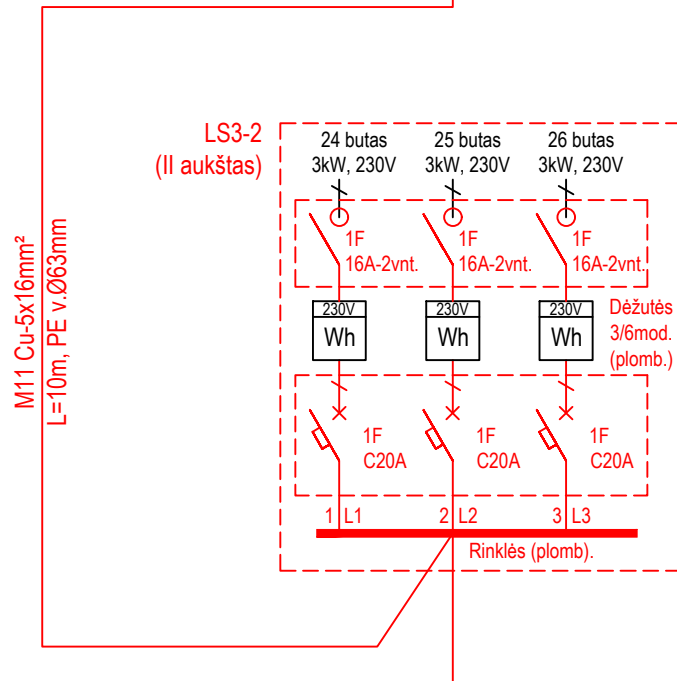 LS3-2
(II aukštas)
24 butas
3kW, 230V
25 butas
3kW, 230V
26 butas
3kW, 230V
1F
16A-2vnt.
1F
16A-2vnt.
1F
16A-2vnt.
230V
Wh
230V
Wh
230V
Wh
Dėžutės
3/6mod.
(plomb.)
1F
C20A
1F
C20A
1F
C20A
1 L1
2 L2
3 L3
Rinklės (plomb).
M11 Cu-5x16mm²
L=10m, PE v.Ø63mm